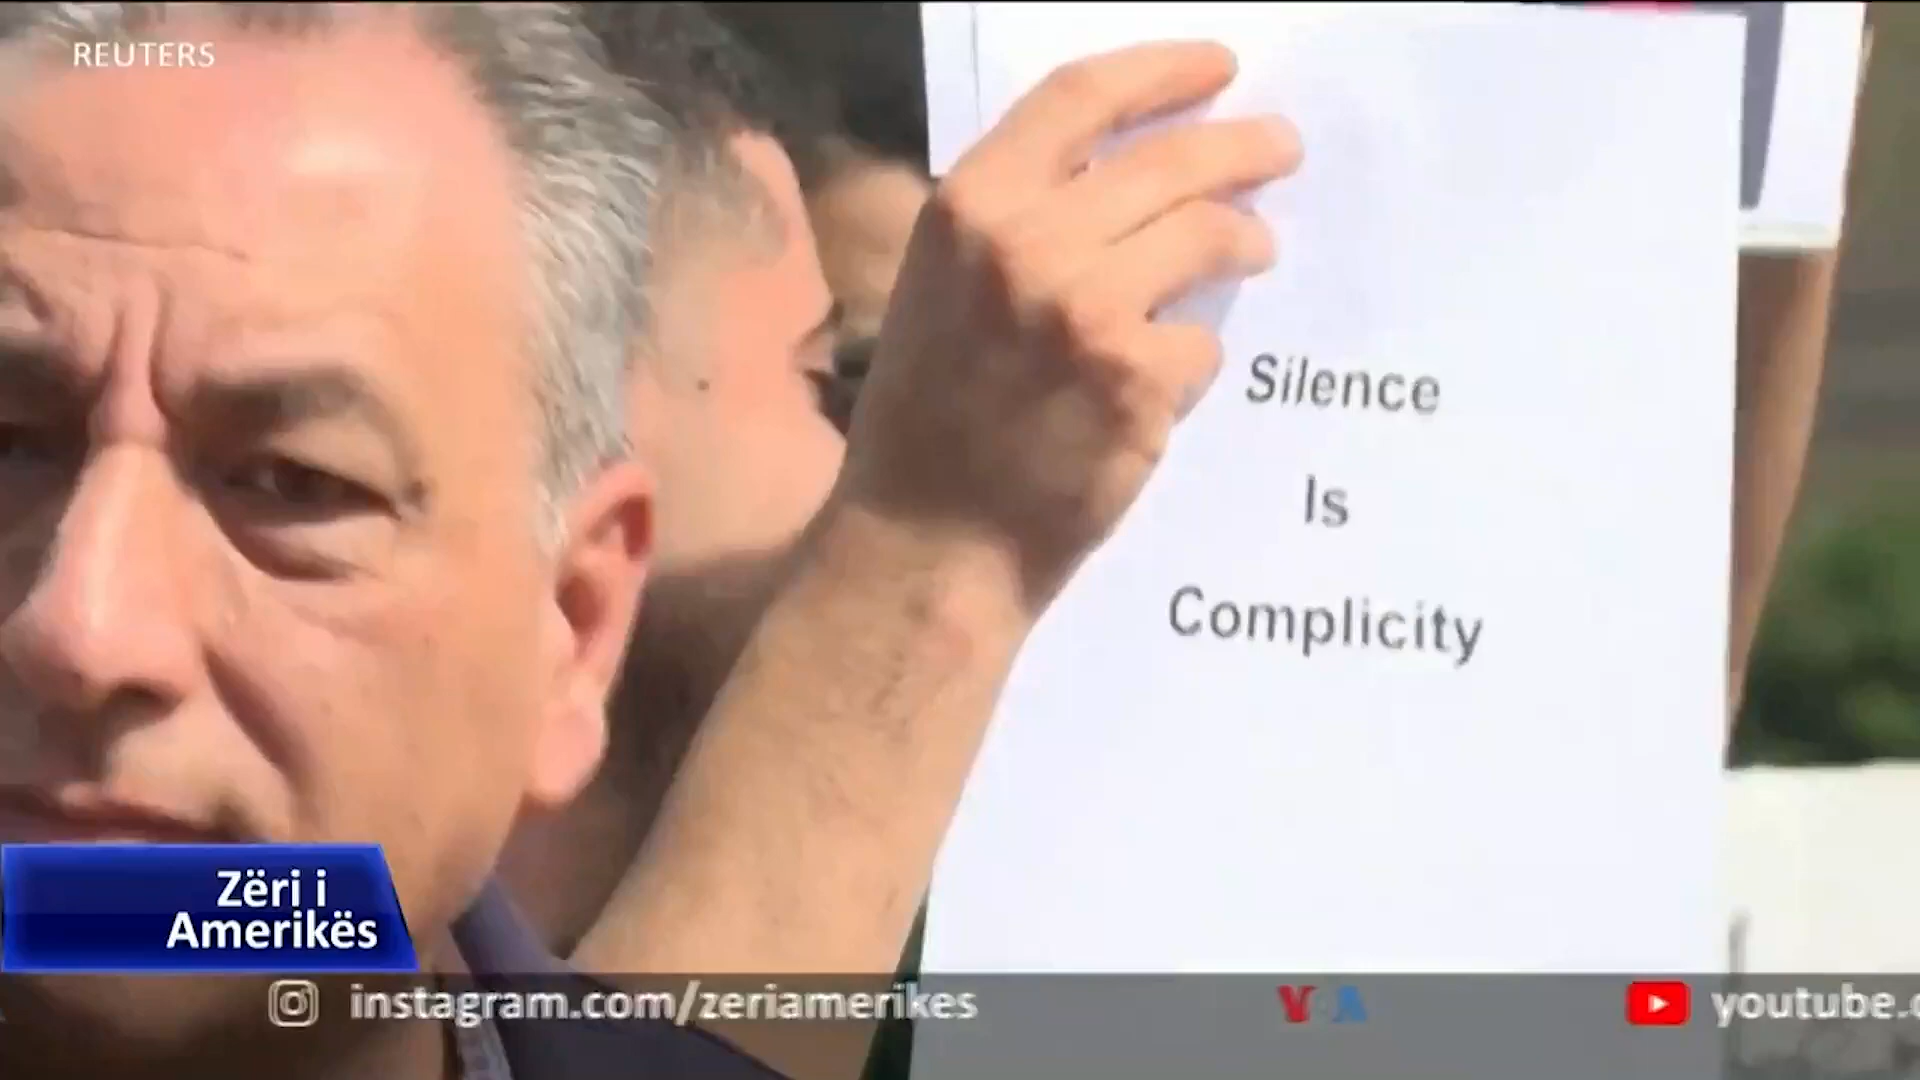 REUTERS
Silence
Is
Complicity
Zëri i
Amerikës
instagram.com/zeriamerikes
VOA
youtube.c